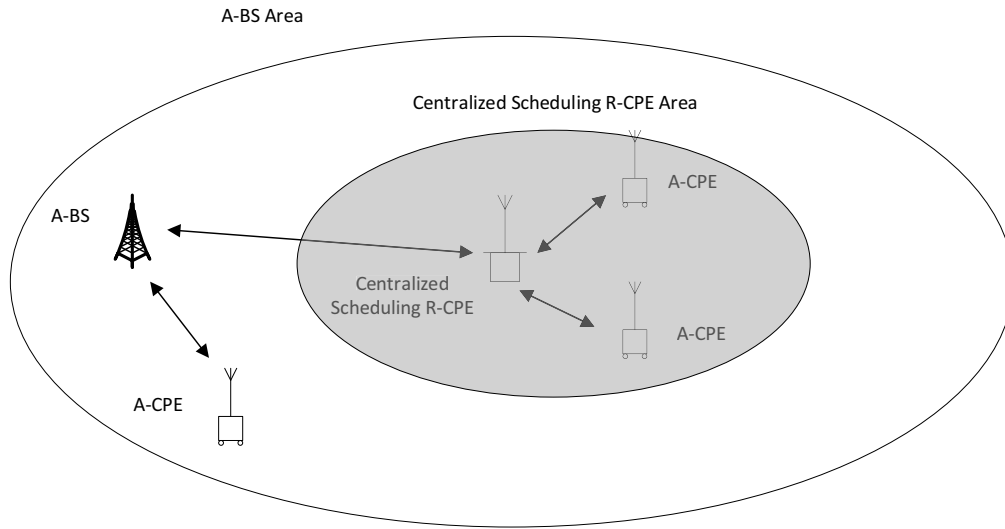 A-BS Area
Centralized Scheduling R-CPE Area
A-CPE
A-BS
Centralized
Scheduling R-CPE
A-CPE
A-CPE